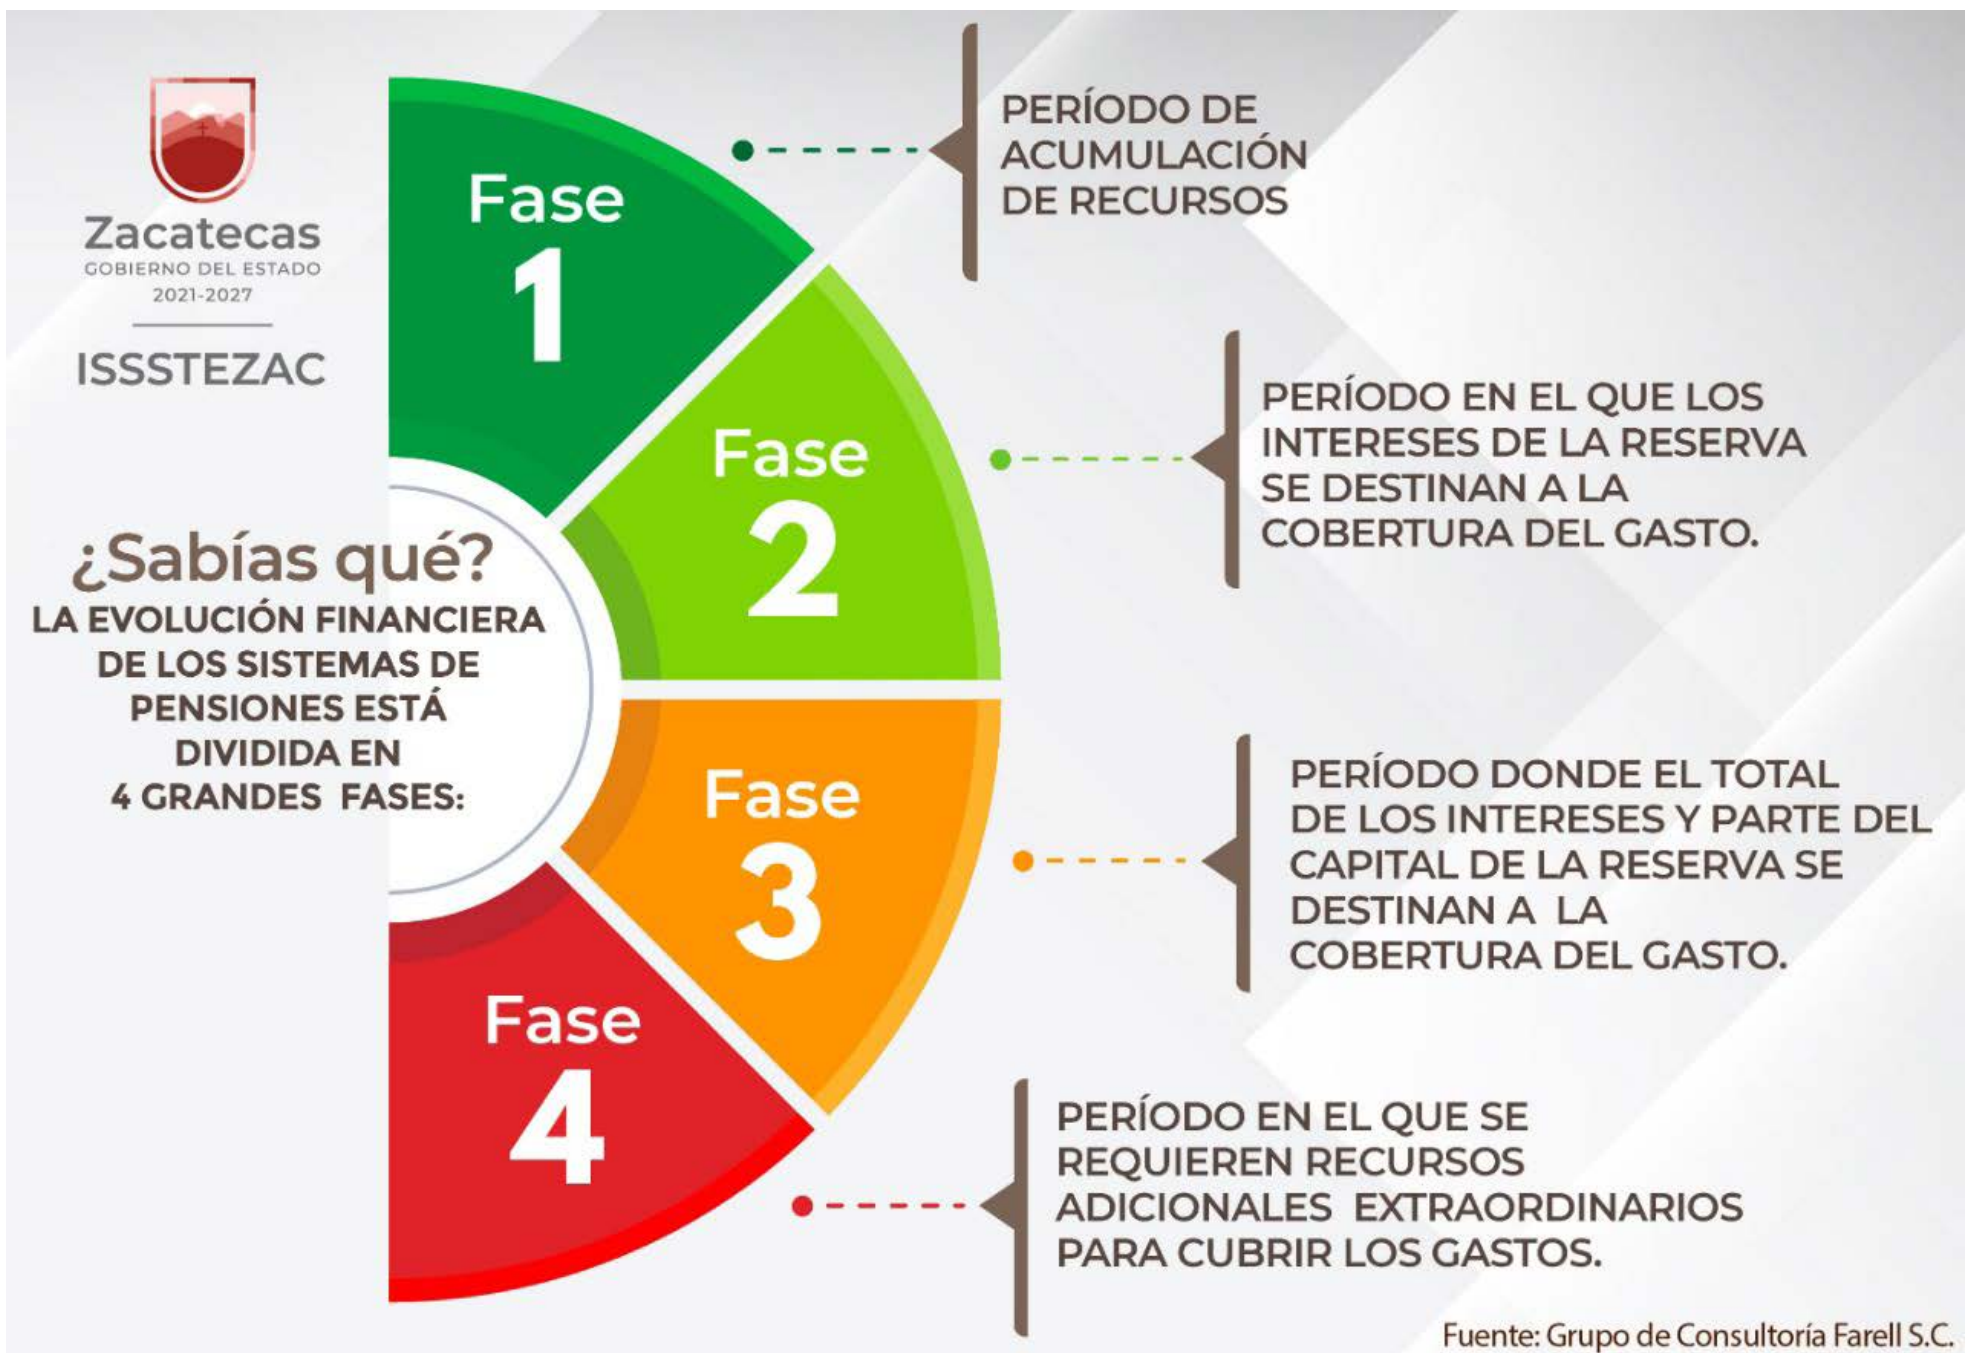 Zacatecas
GOBIERNO DEL ESTADO
2021-2027
ISSSTEZAC
¿Sabías qué?
LA EVOLUCIÓN FINANCIERA
DE LOS SISTEMAS DE
PENSIONES ESTÁ
DIVIDIDA EN
4 GRANDES FASES:
Fase
1
PERÍODO DE
ACUMULACIÓN
DE RECURSOS
Fase
2
PERÍODO EN EL QUE LOS
INTERESES DE LA RESERVA
SE DESTINAN A LA
COBERTURA DEL GASTO.
Fase
3
PERÍODO DONDE EL TOTAL
DE LOS INTERESES Y PARTE DEL
CAPITAL DE LA RESERVA SE
DESTINAN A LA
COBERTURA DEL GASTO.
Fase
4
PERÍODO EN EL QUE SE
REQUIEREN RECURSOS
ADICIONALES EXTRAORDINARIOS
PARA CUBRIR LOS GASTOS.
Fuente: Grupo de Consultoría Farell S.C.